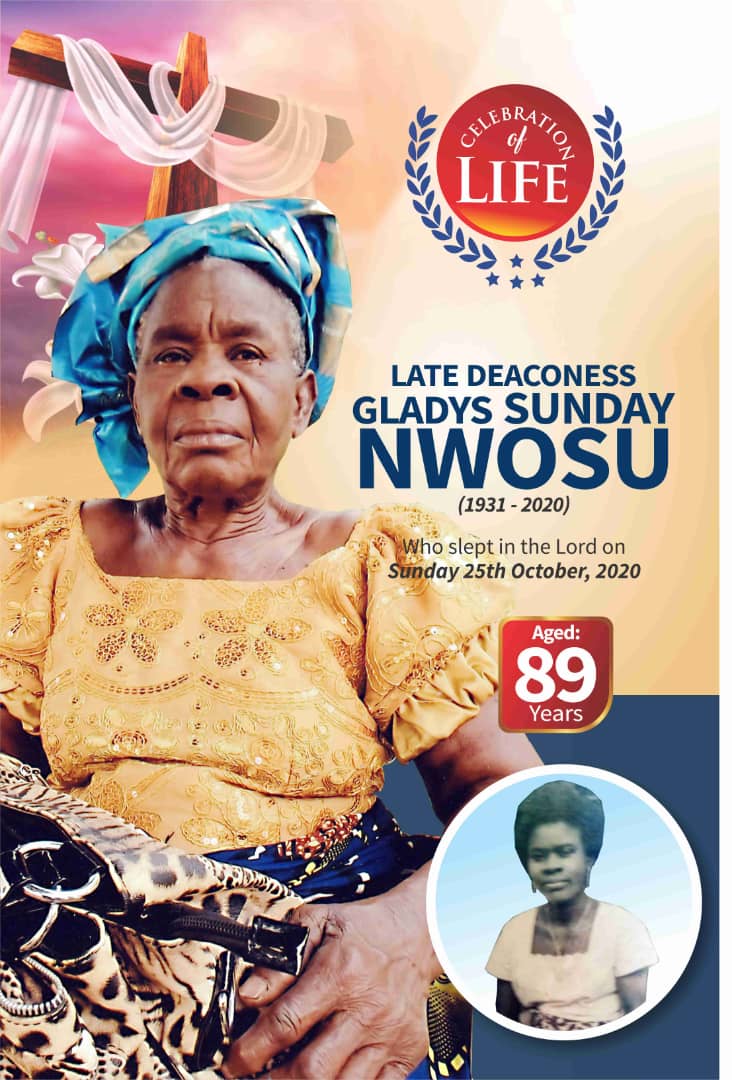 CELEBRATION
of
LIFE
LATE DEACONESS
GLADYS SUNDAY
NWOSU
(1931 - 2020)
Who slept in the Lord on
Sunday 25th October, 2020
Aged:
89
Years